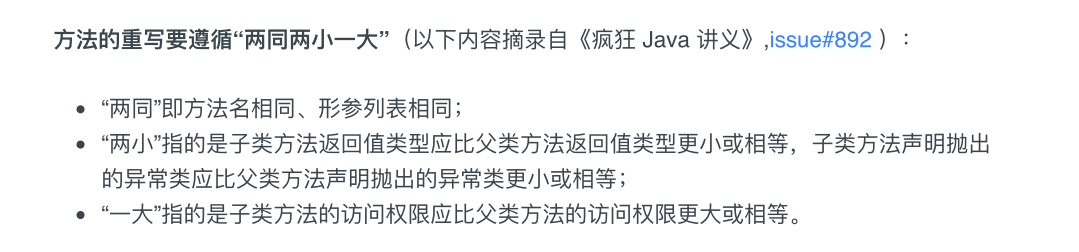 方法的重写要遵循“两同两小一大”（以下内容摘录自《疯狂 Java 讲义》,issue#892 ）：
• “两同”即方法名相同、形参列表相同；
• “两小”指的是子类方法返回值类型应比父类方法返回值类型更小或相等，子类方法声明抛出
的异常类应比父类方法声明抛出的异常类更小或相等；
• “一大”指的是子类方法的访问权限应比父类方法的访问权限更大或相等。